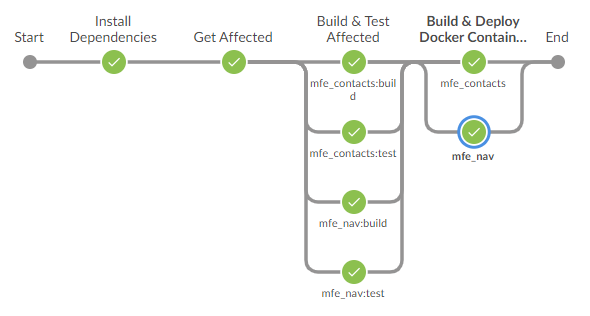 Start
Install
Dependencies
Get Affected
Build & Test
Affected
Build & Deploy
Docker Contain...
End
mfe_contacts:buil
d
mfe_contacts:test
mfe_nav:build
mfe_nav:test
mfe_contacts
mfe_nav